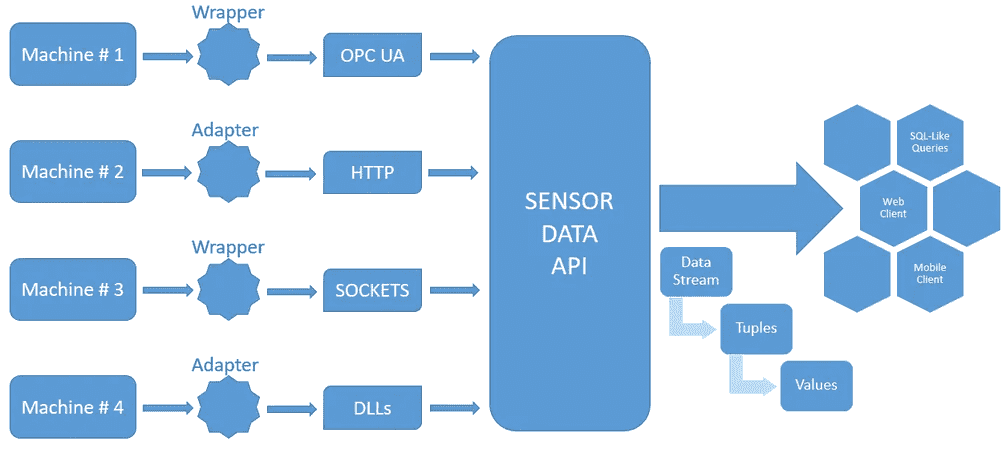 Wrapper
Machine # 1
OPC UA
Adapter
Machine # 2
HTTP
Wrapper
Machine # 3
SOCKETS
Adapter
Machine # 4
DLLs
SENSOR
DATA
API
Data
Stream
Tuples
Values
SQL-Like
Queries
Web
Client
Mobile
Client